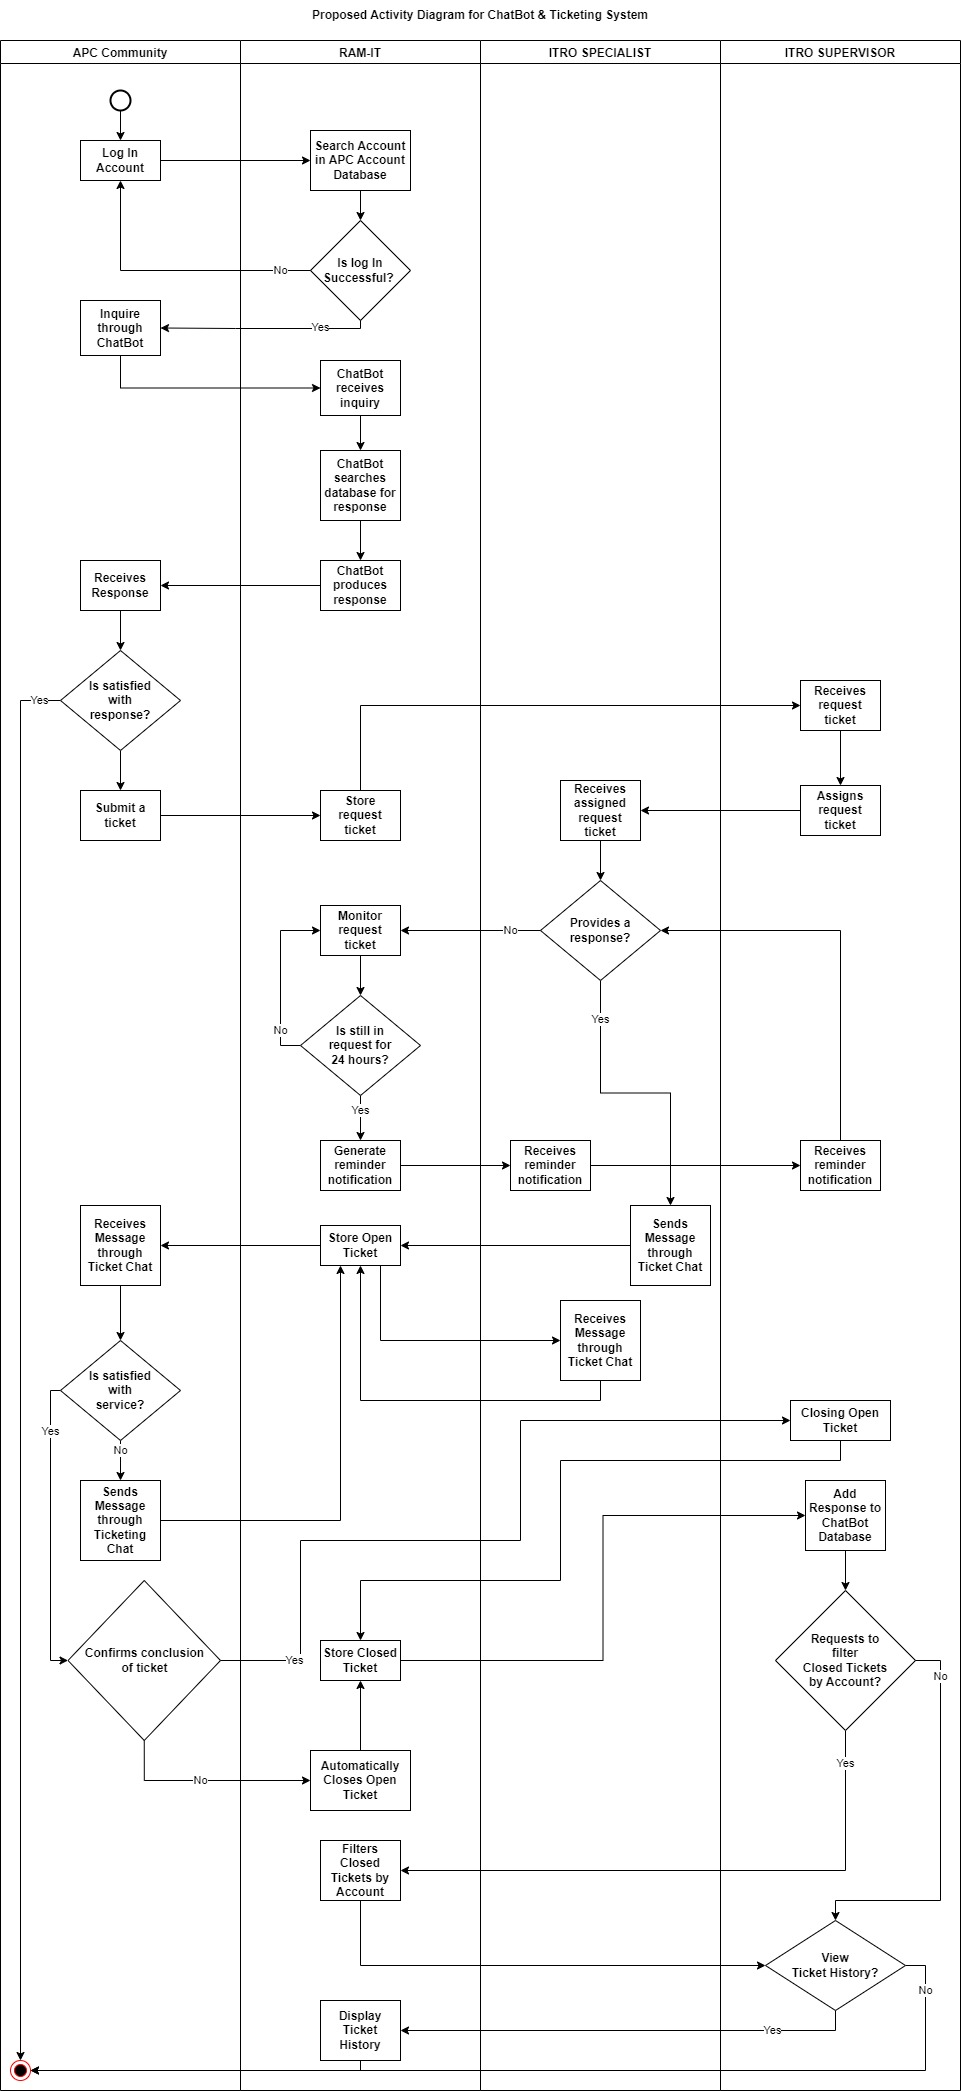 Proposed Activity Diagram for ChatBot & Ticketing System
APC Community
RAM-IT
ITRO SPECIALIST
ITRO SUPERVISOR
Log In
Account
Search Account
in APC Account
Database
Is log In
Successful?
No
Yes
Inquire
through
ChatBot
ChatBot
receives
inquiry
ChatBot
searches
database for
response
ChatBot
produces
response
Receives
Response
Is satisfied
with
response?
Yes
Submit a
ticket
Store
request
ticket
Receives
request
ticket
Assigns
request
ticket
Receives
assigned
request
ticket
Provides a
response?
No
Yes
Monitor
request
ticket
Is still in
request for
24 hours?
No
Yes
Generate
reminder
notification
Receives
reminder
notification
Receives
reminder
notification
Sends
Message
through
Ticket Chat
Store Open
Ticket
Receives
Message
through
Ticket Chat
Receives
Message
through
Ticket Chat
Is satisfied
with
service?
Yes
No
Sends
Message
through
Ticketing
Chat
Closing Open
Ticket
Add
Response to
ChatBot
Database
Confirms conclusion
of ticket
Yes
No
Store Closed
Ticket
Automatically
Closes Open
Ticket
Requests to
filter
Closed Tickets
by Account?
No
Yes
Filters
Closed
Tickets by
Account
View
Ticket History?
No
Yes
Display
Ticket
History